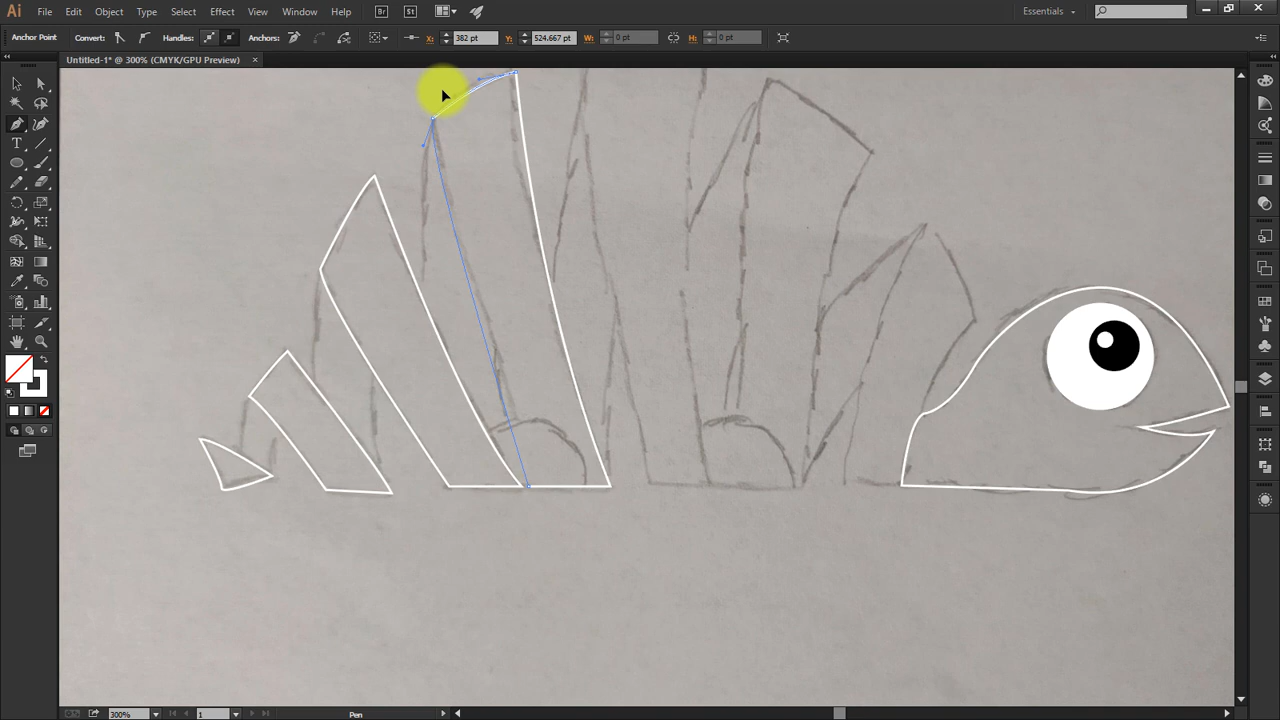 Ai File Edit Object Type Select Effect View Window Help Br St Essentials
Anchor Point Convert: Handles: Anchors: X: 382 pt Y: 524.667 pt W: 0 pt H: 0 pt
Untitled-1* @ 300% (CMYK/GPU Preview) ×
T
300% 1 Pen